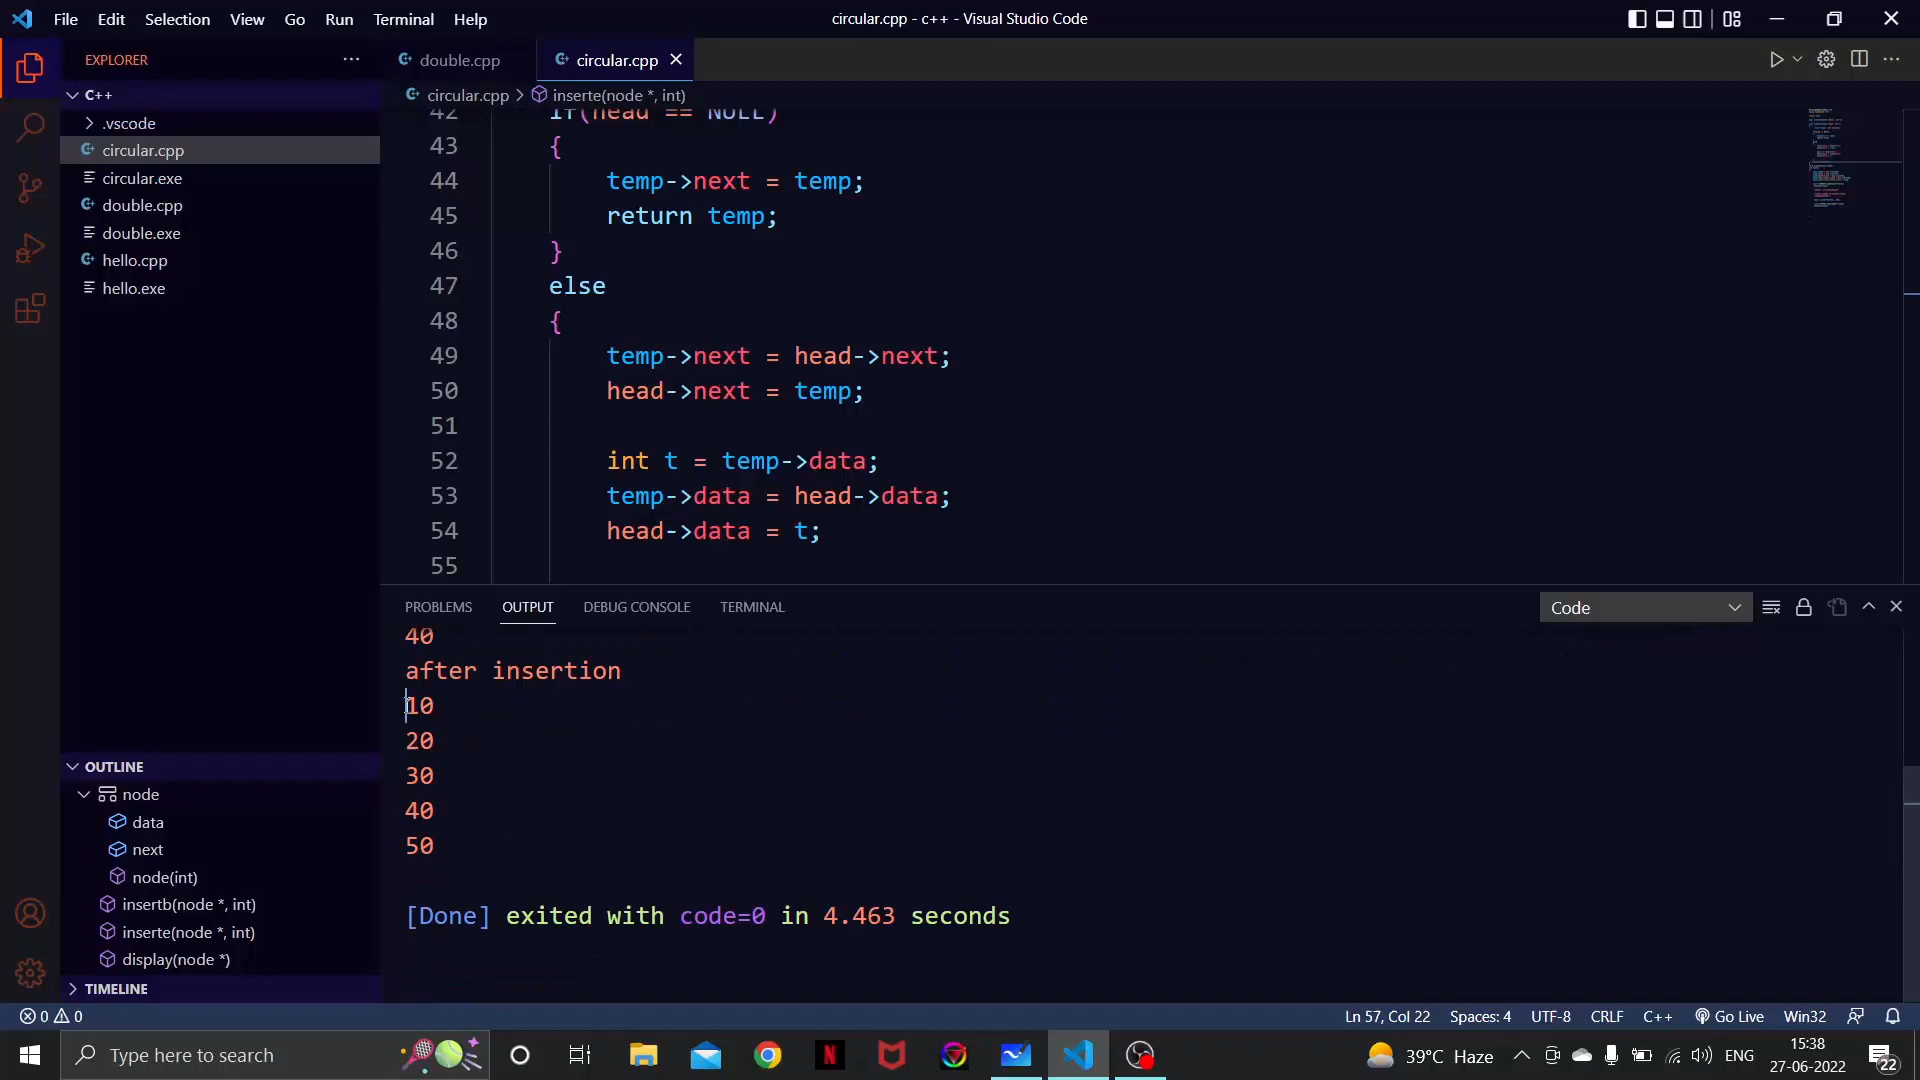 File Edit Selection View Go Run Terminal Help
circular.cpp - c++ - Visual Studio Code
EXPLORER
C++
.vscode
circular.cpp
circular.exe
double.cpp
double.exe
hello.cpp
hello.exe
OUTLINE
node
data
next
node(int)
insertb(node *, int)
inserte(node *, int)
display(node *)
TIMELINE
double.cpp
circular.cpp
circular.cpp > inserte(node *, int)
42 if(head == NULL)
43 {
44 temp->next = temp;
45 return temp;
46 }
47 else
48 {
49 temp->next = head->next;
50 head->next = temp;
51
52 int t = temp->data;
53 temp->data = head->data;
54 head->data = t;
55
PROBLEMS OUTPUT DEBUG CONSOLE TERMINAL
Code
40
after insertion
10
20
30
40
50
[Done] exited with code=0 in 4.463 seconds
0 0
Ln 57, Col 22 Spaces: 4 UTF-8 CRLF C++ Go Live Win32
Type here to search
39°C Haze
ENG
15:38
27-06-2022
22